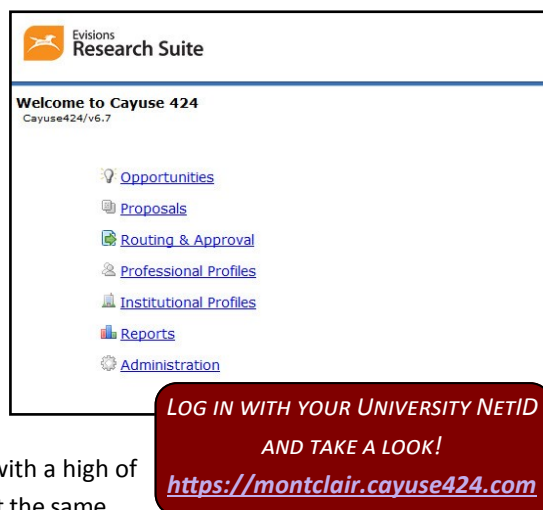 Evisions
Research Suite
Welcome to Cayuse 424
Cayuse424/v6.7
Opportunities
Proposals
Routing & Approval
Professional Profiles
Institutional Profiles
Reports
Administration
LOG IN WITH YOUR UNIVERSITY NETID
AND TAKE A LOOK!
https://montclair.cayuse424.com
with a high of
the same